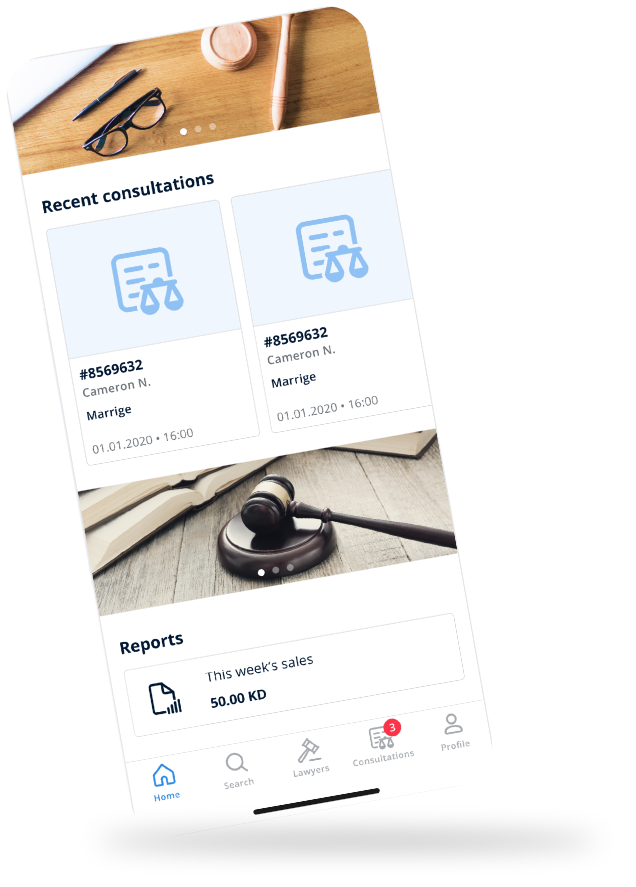 Recent consultations
#8569632
Cameron N.
Marrige
01.01.2020 • 16:00
#8569632
Cameron N.
Marrige
01.01.2020 • 16:00
Reports
This week's sales
50.00 KD
3
Home
Search
Lawyers
Consultations
Profile